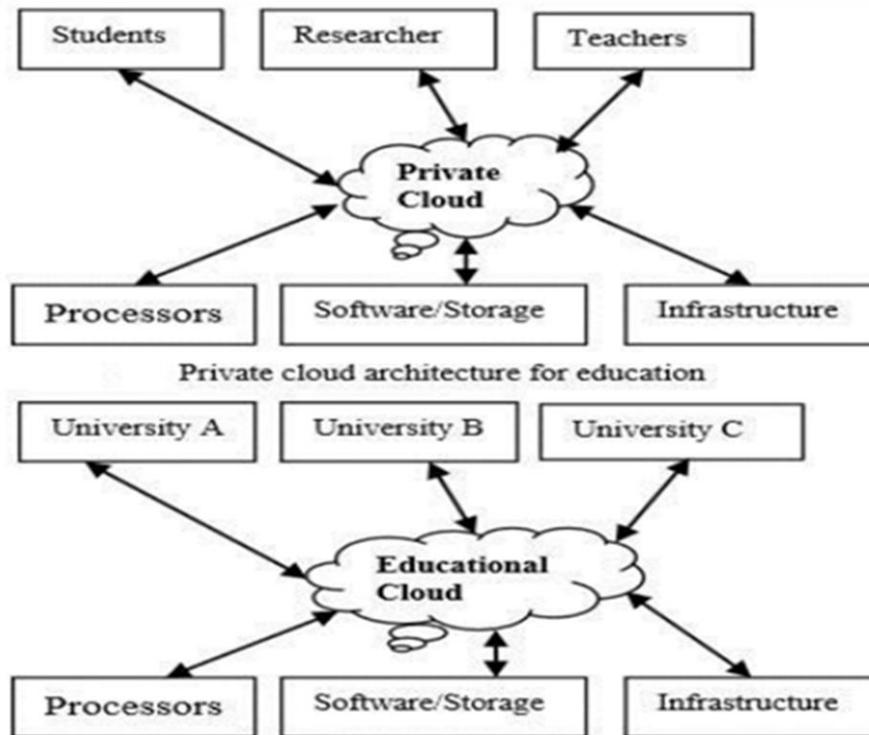 Students
Researcher
Teachers
Private
Cloud
Processors
Software/Storage
Infrastructure
Private cloud architecture for education
University A
University B
University C
Educational
Cloud
Processors
Software/Storage
Infrastructure